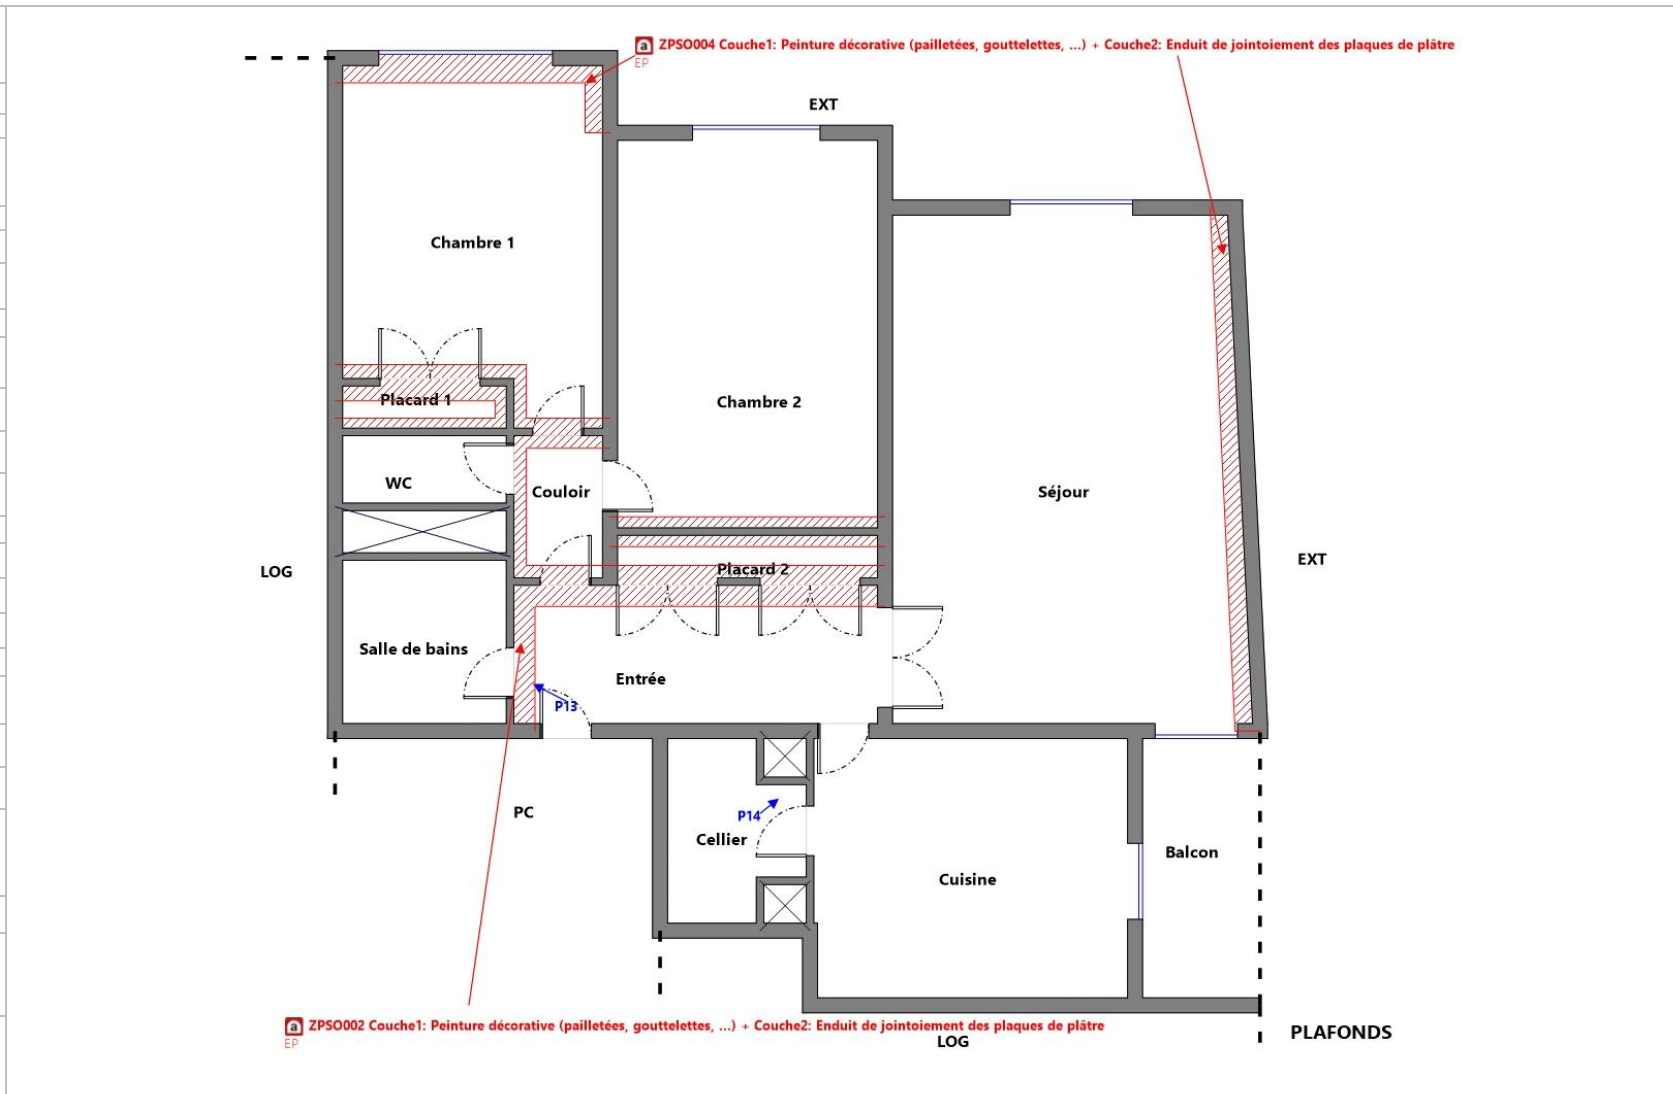 a ZPSO004 Couche1: Peinture décorative (pailletées, gouttelettes, ...) + Couche2: Enduit de jointoiement des plaques de plâtre
EP
EXT
Chambre 1
Chambre 2
Placard 1
WC
Couloir
Séjour
EXT
LOG
Placard 2
Salle de bains
Entrée
P13
PC
P14
Cellier
Balcon
Cuisine
a ZPSO002 Couche1: Peinture décorative (pailletées, gouttelettes, ...) + Couche2: Enduit de jointoiement des plaques de plâtre
EP
LOG
PLAFONDS